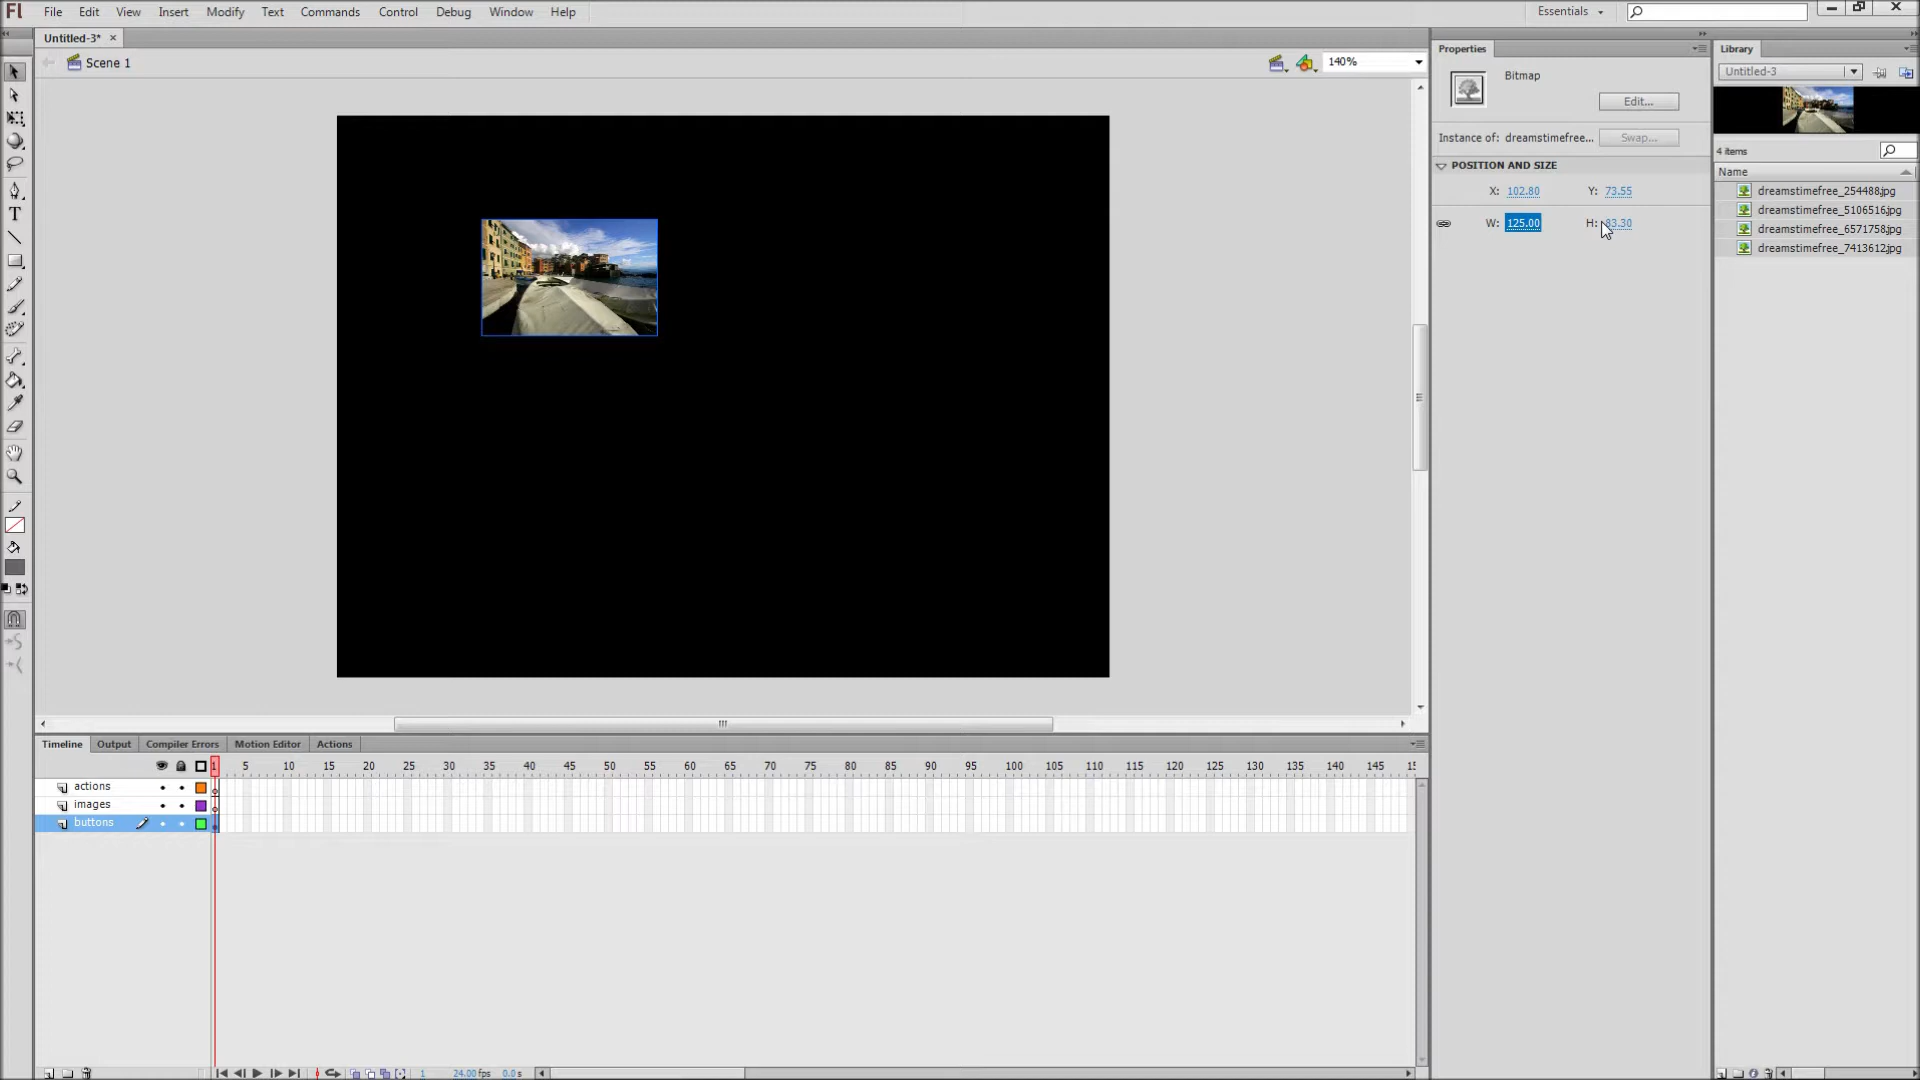 Fl File Edit View Insert Modify Text Commands Control Debug Window Help Essentials
Untitled-3* ×
Scene 1 140%
Properties
Bitmap
Edit...
Instance of: dreamstimefree... Swap...
POSITION AND SIZE
X: 102.80 Y: 73.55
W: 125.00 H: 83.30
Library
Untitled-3
4 items
Name
dreamstimefree_254488.jpg
dreamstimefree_5106516.jpg
dreamstimefree_6571758.jpg
dreamstimefree_7413612.jpg
Timeline Output Compiler Errors Motion Editor Actions
1 5 10 15 20 25 30 35 40 45 50 55 60 65 70 75 80 85 90 95 100 105 110 115 120 125 130 135 140 145 15
actions
images
buttons
1 24.00 fps 0.0 s